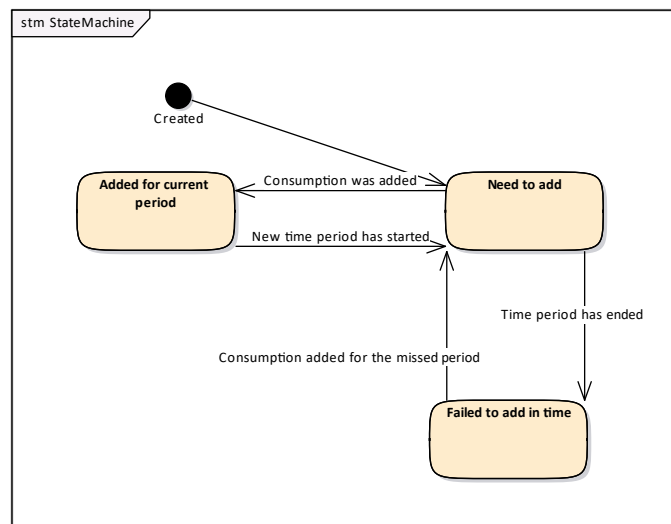 stm StateMachine
Created
Added for current
period
Consumption was added
Need to add
New time period has started
Time period has ended
Consumption added for the missed period
Failed to add in time